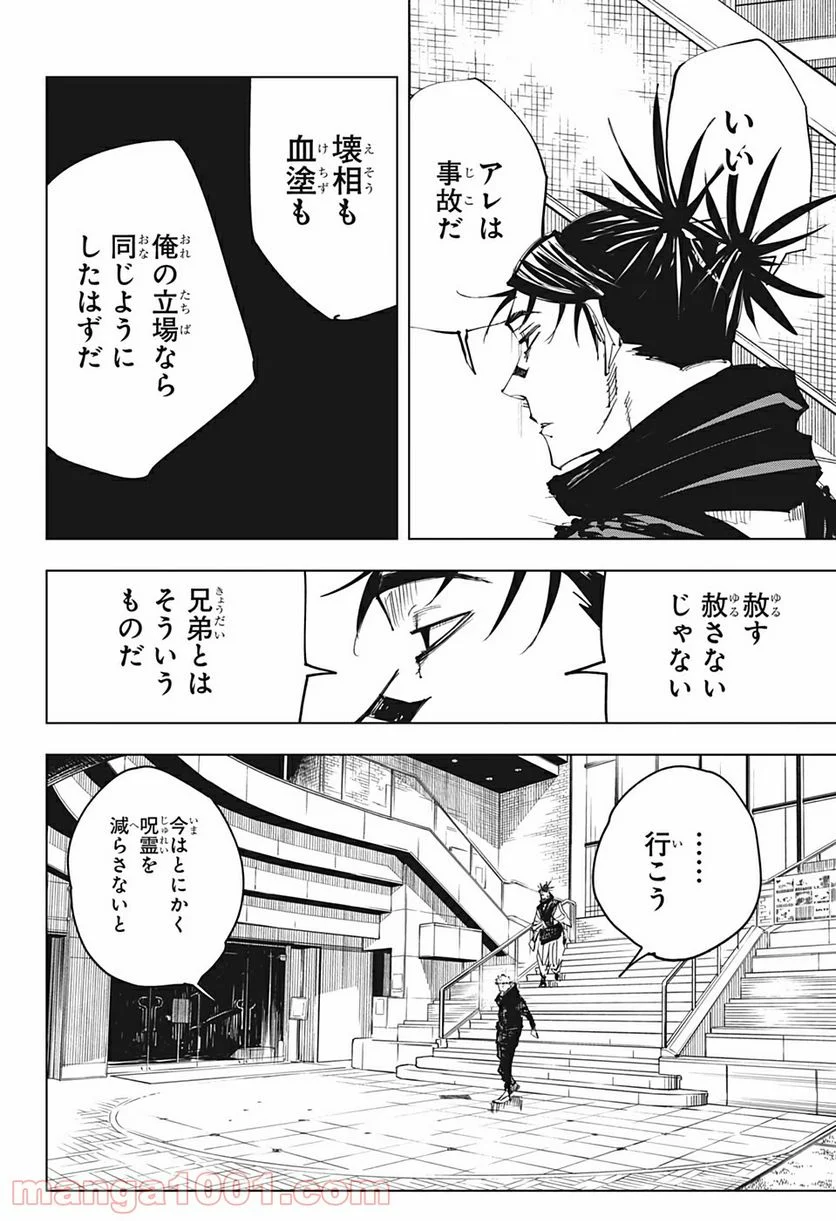 いい
アレは
事故だ
壊相も
血塗も
俺の立場なら
同じように
したはずだ
赦す
赦さない
じゃない
兄弟とは
そういう
ものだ
……
行こう
今はとにかく
呪霊を
減らさないと
manga1001.com